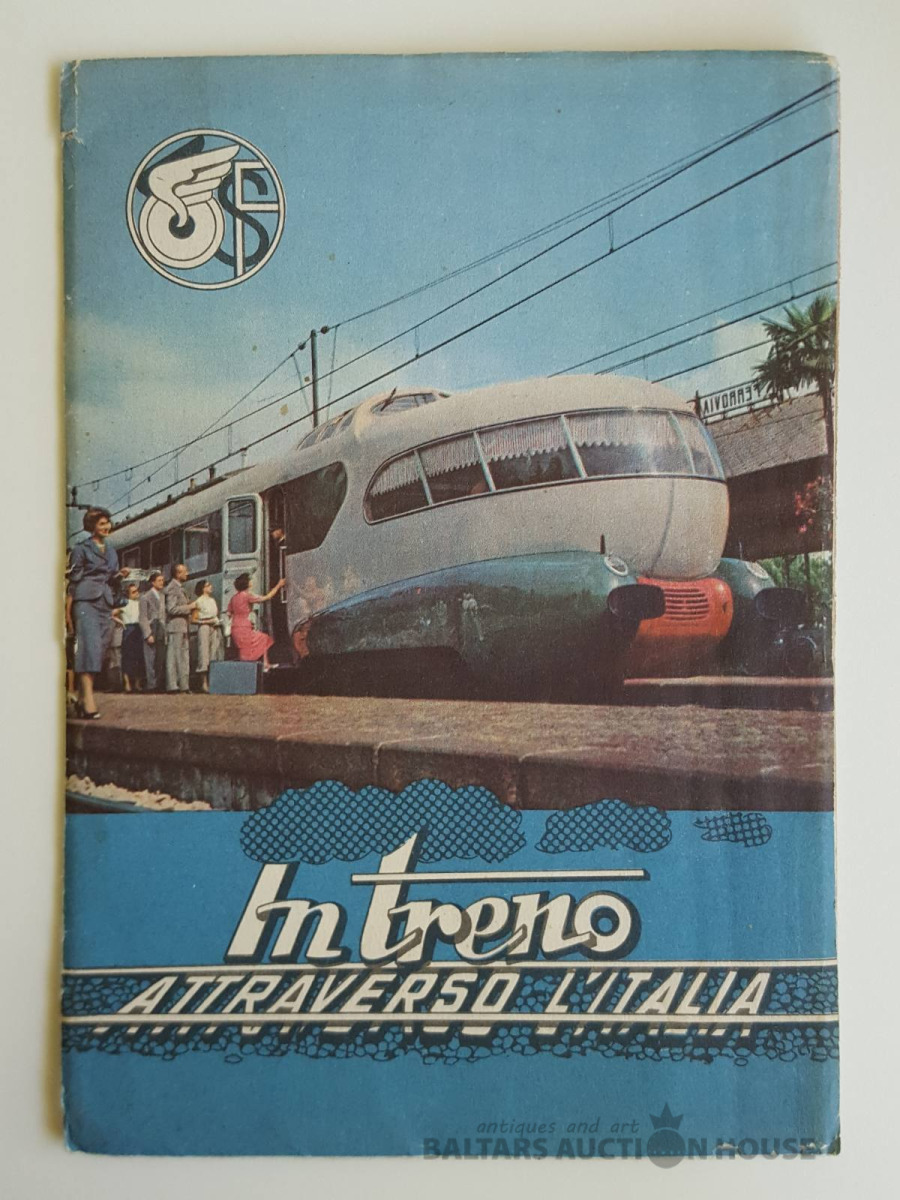 FS
FERROVIA
In treno
ATTRAVERSO L'ITALIA
antiques and art
BALTARS AUCTION HOUSE